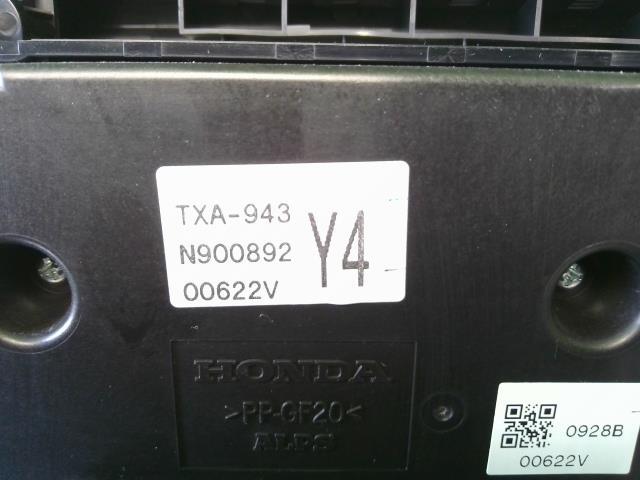 TXA-943
N900892
00622V
Y4
HONDA
>PP-GF20<
ALPS
0928B
00622V